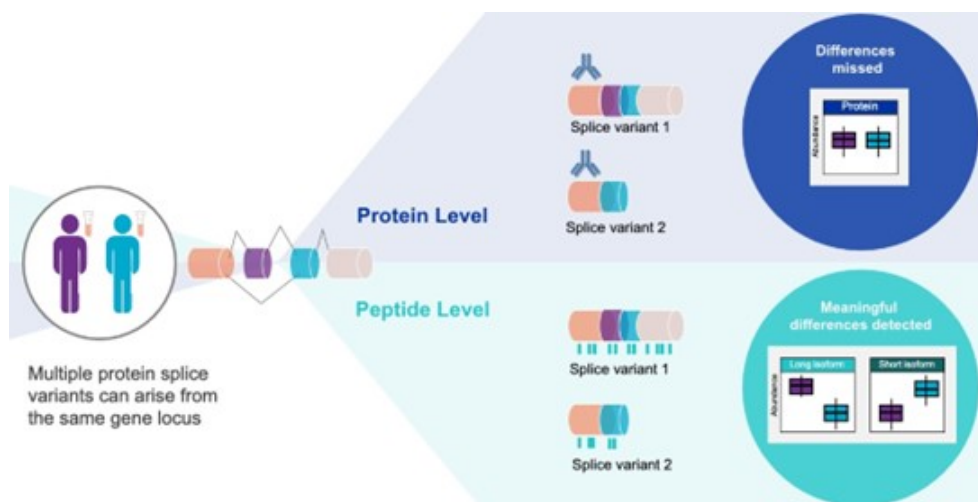 Differences
missed
Protein
Abundance
Splice variant 1
Protein Level
Splice variant 2
Peptide Level
Meaningful
differences detected
Long isoform
Short isoform
Abundance
Splice variant 1
Splice variant 2
Multiple protein splice
variants can arise from
the same gene locus